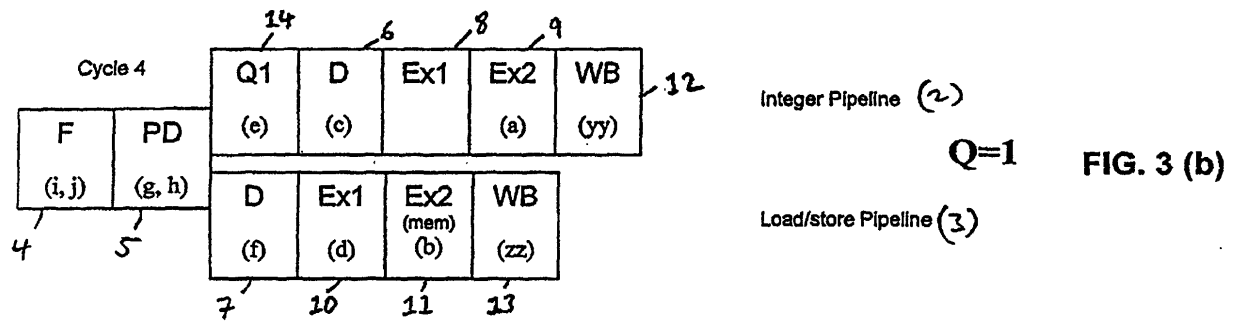 14 6 8 9
Cycle 4
Q1 D Ex1 Ex2 WB
12
Integer Pipeline (2)
(e) (c) (a) (yy)
F PD
Q=1
FIG. 3 (b)
(i, j) (g, h)
D Ex1 Ex2 WB
(mem)
Load/store Pipeline (3)
4 5
(f) (d) (b) (zz)
7 10 11 13